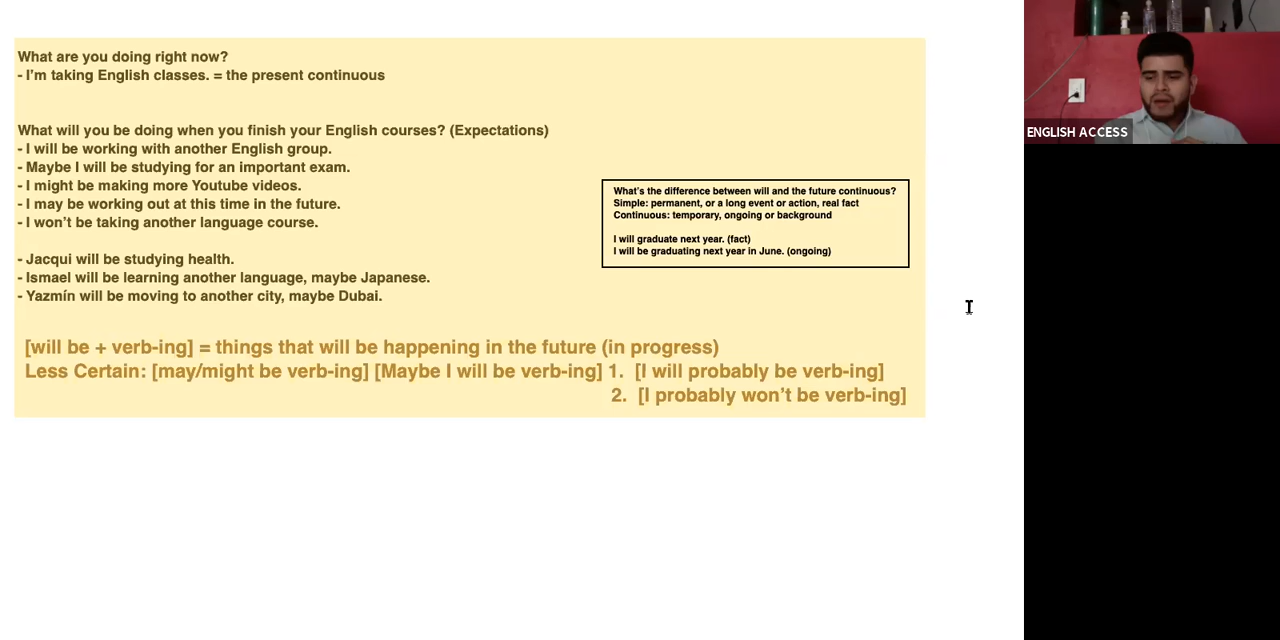 What are you doing right now?
- I'm taking English classes. = the present continuous
What will you be doing when you finish your English courses? (Expectations)
- I will be working with another English group.
- Maybe I will be studying for an important exam.
- I might be making more Youtube videos.
- I may be working out at this time in the future.
- I won't be taking another language course.
- Jacqui will be studying health.
- Ismael will be learning another language, maybe Japanese.
- Yazmín will be moving to another city, maybe Dubai.
What's the difference between will and the future continuous?
Simple: permanent, or a long event or action, real fact
Continuous: temporary, ongoing or background
I will graduate next year. (fact)
I will be graduating next year in June. (ongoing)
[will be + verb-ing] = things that will be happening in the future (in progress)
Less Certain: [may/might be verb-ing] [Maybe I will be verb-ing] 1. [I will probably be verb-ing]
2. [I probably won't be verb-ing]
ENGLISH ACCESS